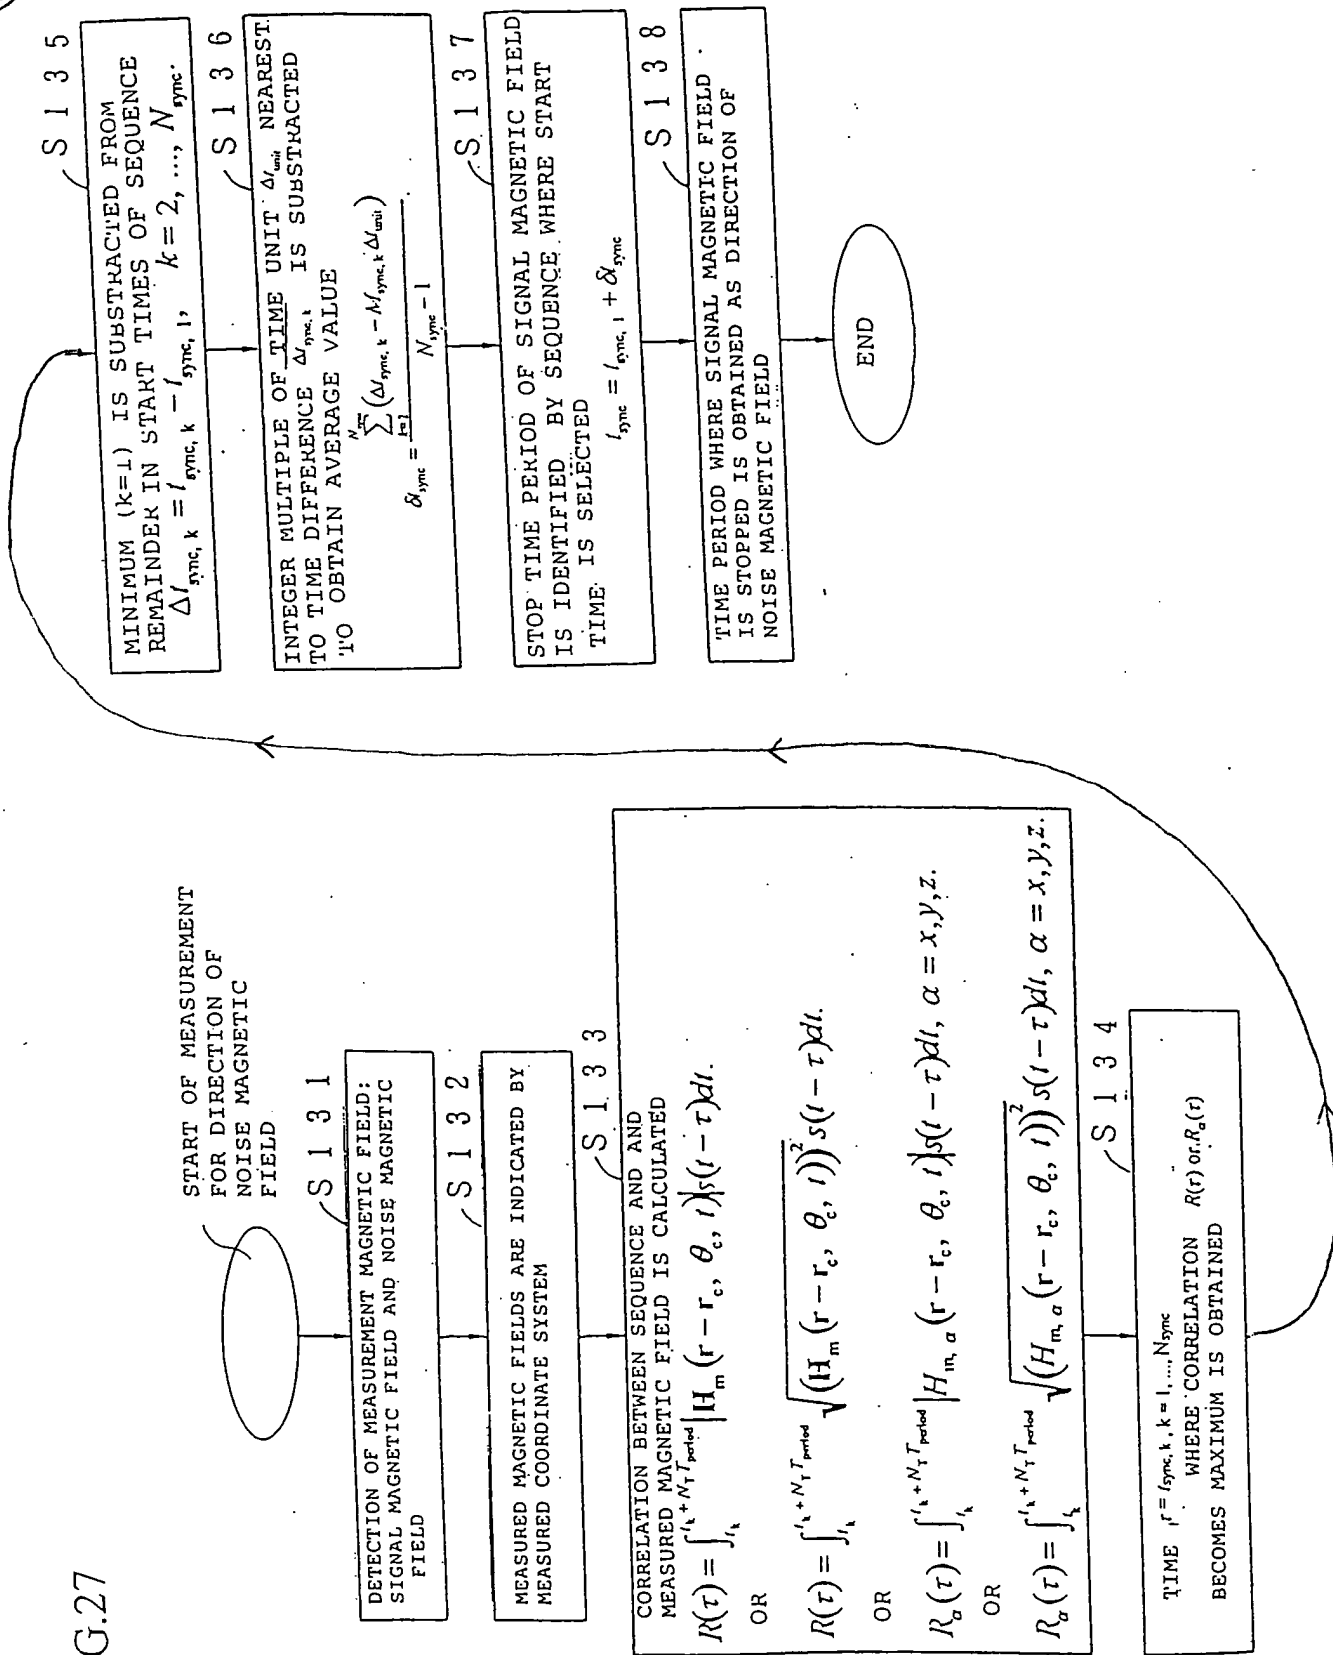 G.27
START OF MEASUREMENT
FOR DIRECTION OF
NOISE MAGNETIC
FIELD
S131
DETECTION OF MEASUREMENT MAGNETIC FIELD:
SIGNAL MAGNETIC FIELD AND NOISE MAGNETIC
FIELD
S132
MEASURED MAGNETIC FIELDS ARE INDICATED BY
MEASURED COORDINATE SYSTEM
S133
CORRELATION BETWEEN SEQUENCE AND AND
MEASURED MAGNETIC FIELD IS CALCULATED
R(τ) = ∫_{t_k}^{t_k + N_T T_period} |H_m (r − r_c, θ_c, t)| s(t − τ)dt.
OR
R(τ) = ∫_{t_k}^{t_k + N_T T_period} √(H_m (r − r_c, θ_c, t))² s(t − τ)dt.
OR
R_α(τ) = ∫_{t_k}^{t_k + N_T T_period} |H_{m, α} (r − r_c, θ_c, t)| s(t − τ)dt, α = x,y,z.
OR
R_α(τ) = ∫_{t_k}^{t_k + N_T T_period} √(H_{m, α} (r − r_c, θ_c, t))² s(t − τ)dt, α = x,y,z.
S134
TIME τ = t_{sync, k}, k = 1, ..., N_sync
WHERE CORRELATION R(τ) or R_α(τ)
BECOMES MAXIMUM IS OBTAINED
S135
MINIMUM (k=1) IS SUBSTRACTED FROM
REMAINDER IN START TIMES OF SEQUENCE
Δt_{sync, k} = t_{sync, k} − t_{sync, 1}, k = 2, ..., N_sync.
S136
INTEGER MULTIPLE OF TIME UNIT Δt_unit NEAREST
TO TIME DIFFERENCE Δt_{sync, k} IS SUBSTRACTED
TO OBTAIN AVERAGE VALUE
δt_sync = Σ_{k=2}^{N_sync} (Δt_{sync, k} − M_{sync, k} Δt_unit) / N_sync − 1
S137
STOP TIME PERIOD OF SIGNAL MAGNETIC FIELD
IS IDENTIFIED BY SEQUENCE WHERE START
TIME IS SELECTED
t_sync = t_{sync, 1} + δt_sync
S138
TIME PERIOD WHERE SIGNAL MAGNETIC FIELD
IS STOPPED IS OBTAINED AS DIRECTION OF
NOISE MAGNETIC FIELD
END